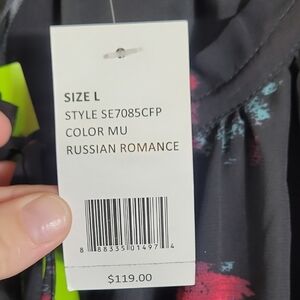 SIZE L
STYLE SE7085CFP
COLOR MU
RUSSIAN ROMANCE
8 88335 01497 4
$119.00